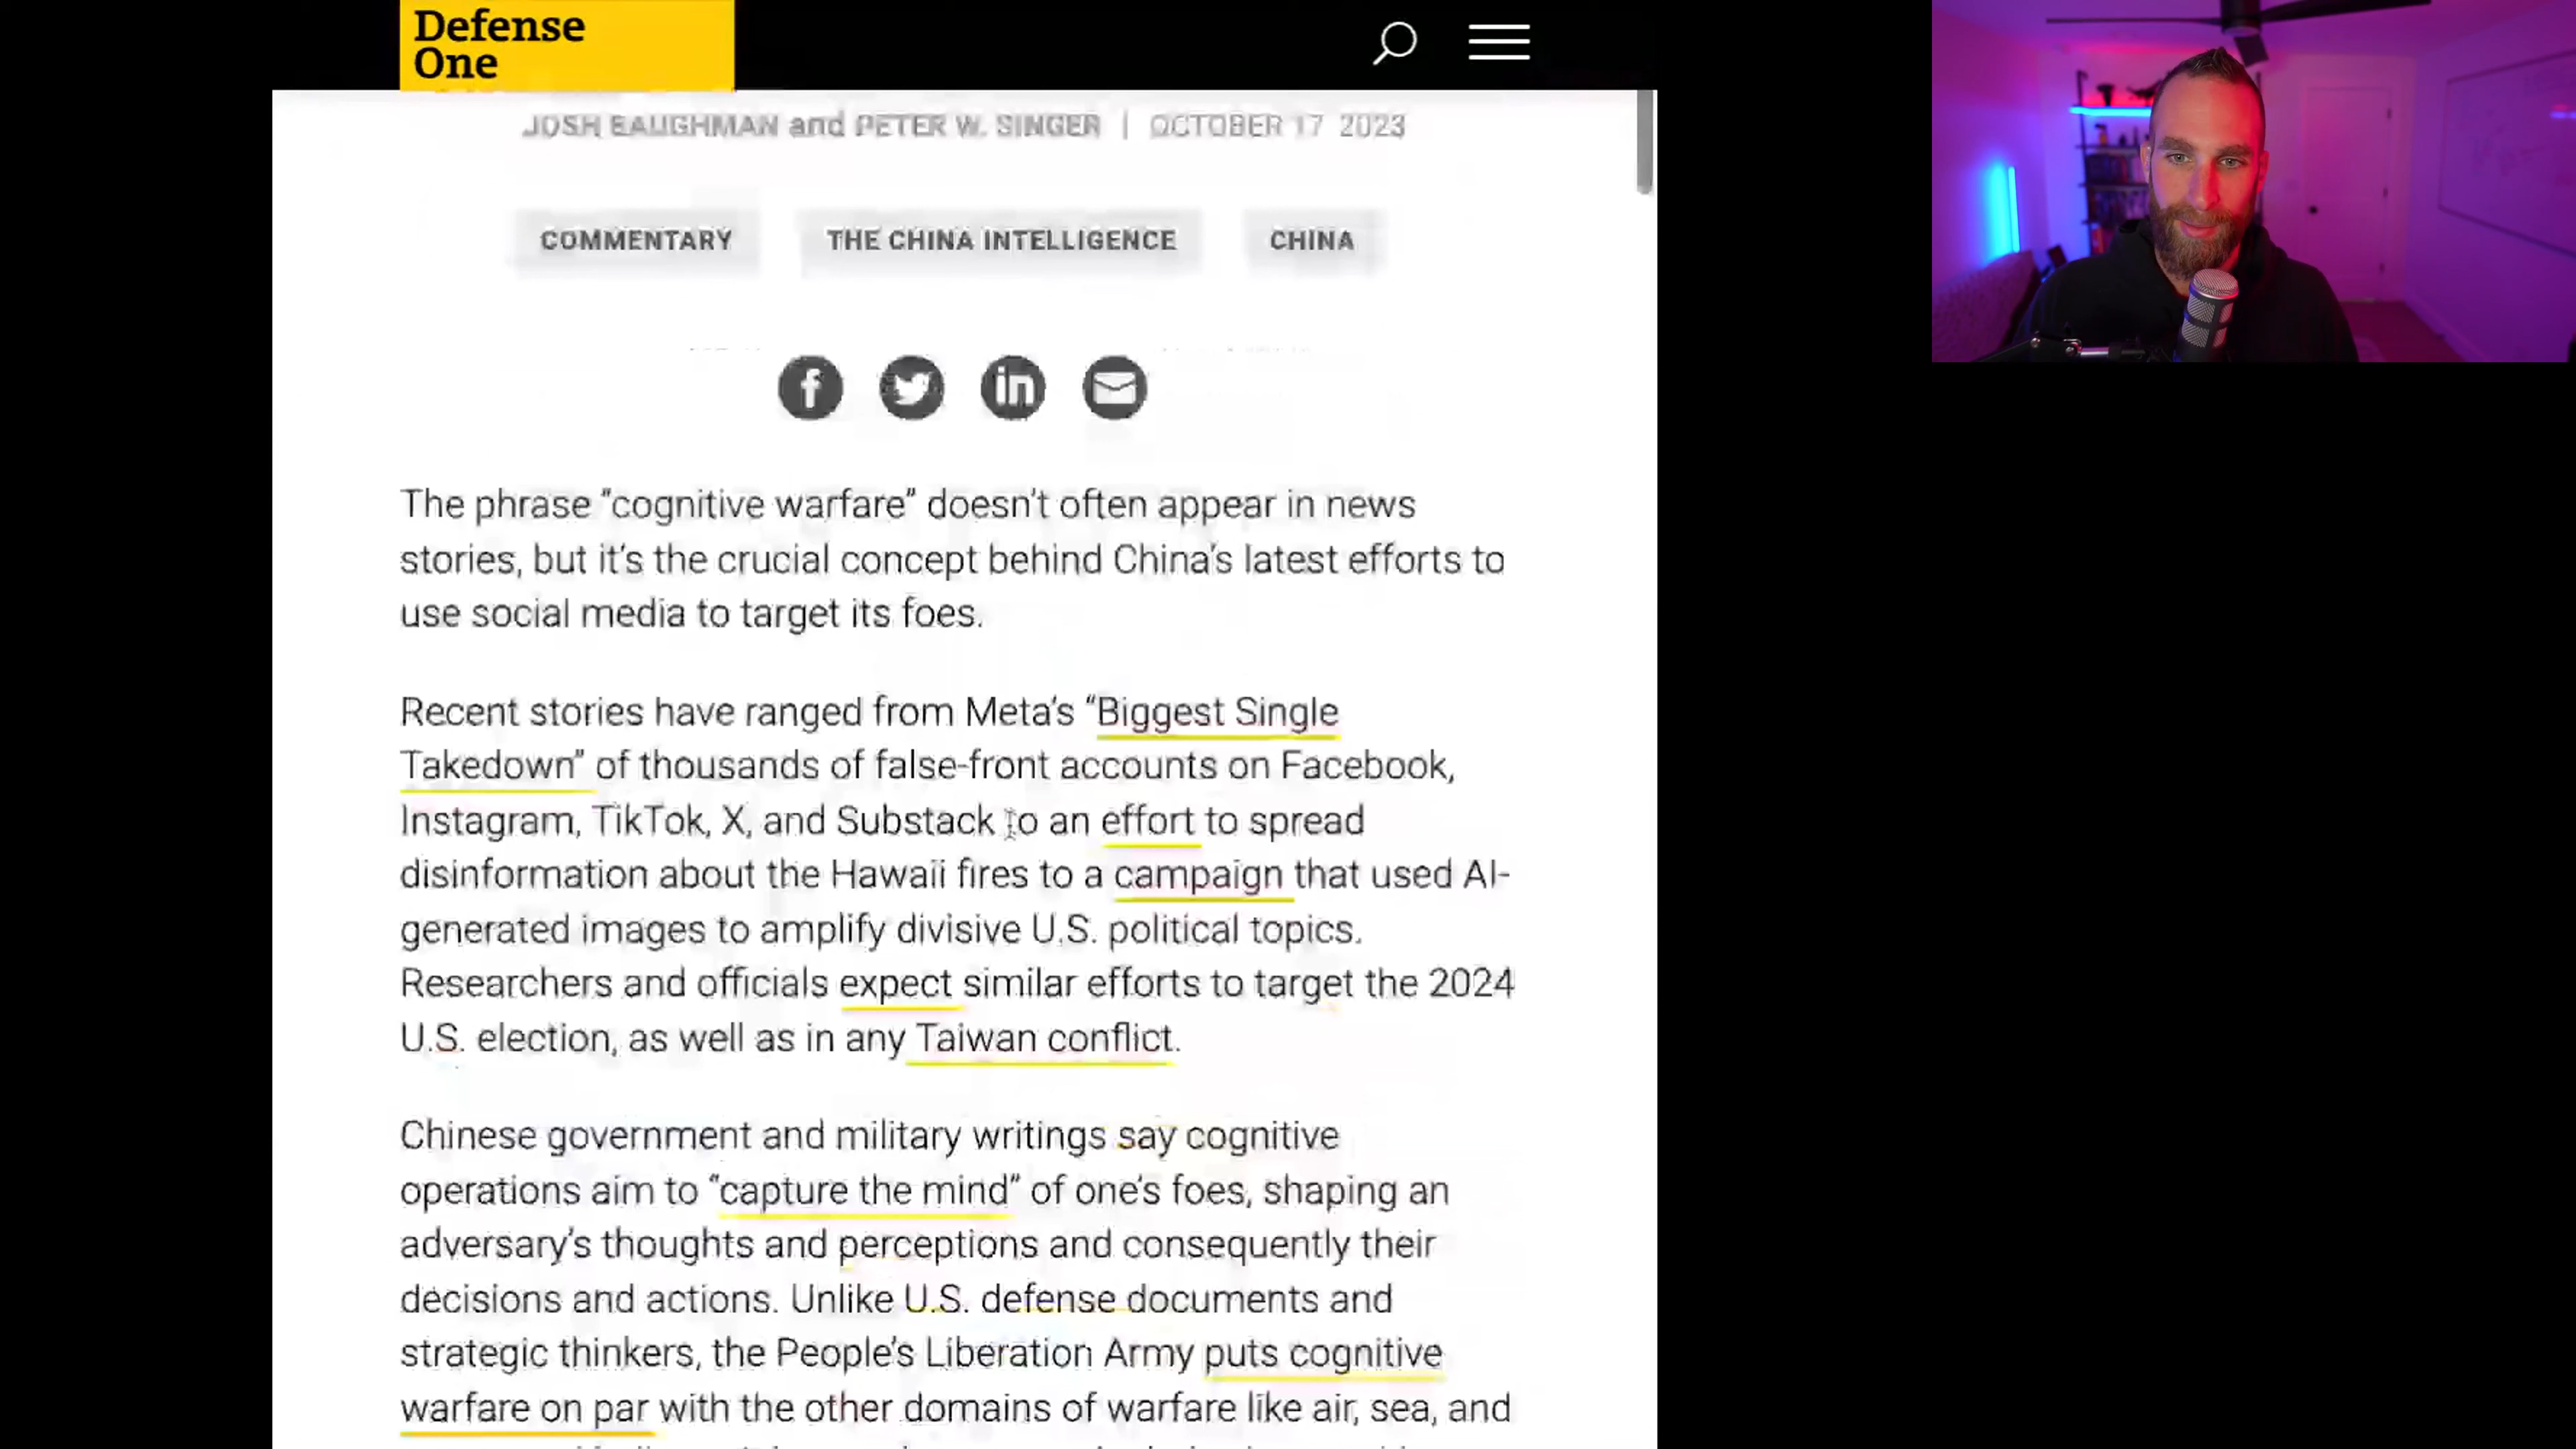 Defense
One
JOSH BAUGHMAN and PETER W. SINGER | OCTOBER 17 2023
COMMENTARY
THE CHINA INTELLIGENCE
CHINA
The phrase “cognitive warfare” doesn’t often appear in news
stories, but it’s the crucial concept behind China’s latest efforts to
use social media to target its foes.
Recent stories have ranged from Meta’s “Biggest Single
Takedown” of thousands of false-front accounts on Facebook,
Instagram, TikTok, X, and Substack to an effort to spread
disinformation about the Hawaii fires to a campaign that used AI-
generated images to amplify divisive U.S. political topics.
Researchers and officials expect similar efforts to target the 2024
U.S. election, as well as in any Taiwan conflict.
Chinese government and military writings say cognitive
operations aim to “capture the mind” of one’s foes, shaping an
adversary’s thoughts and perceptions and consequently their
decisions and actions. Unlike U.S. defense documents and
strategic thinkers, the People’s Liberation Army puts cognitive
warfare on par with the other domains of warfare like air, sea, and